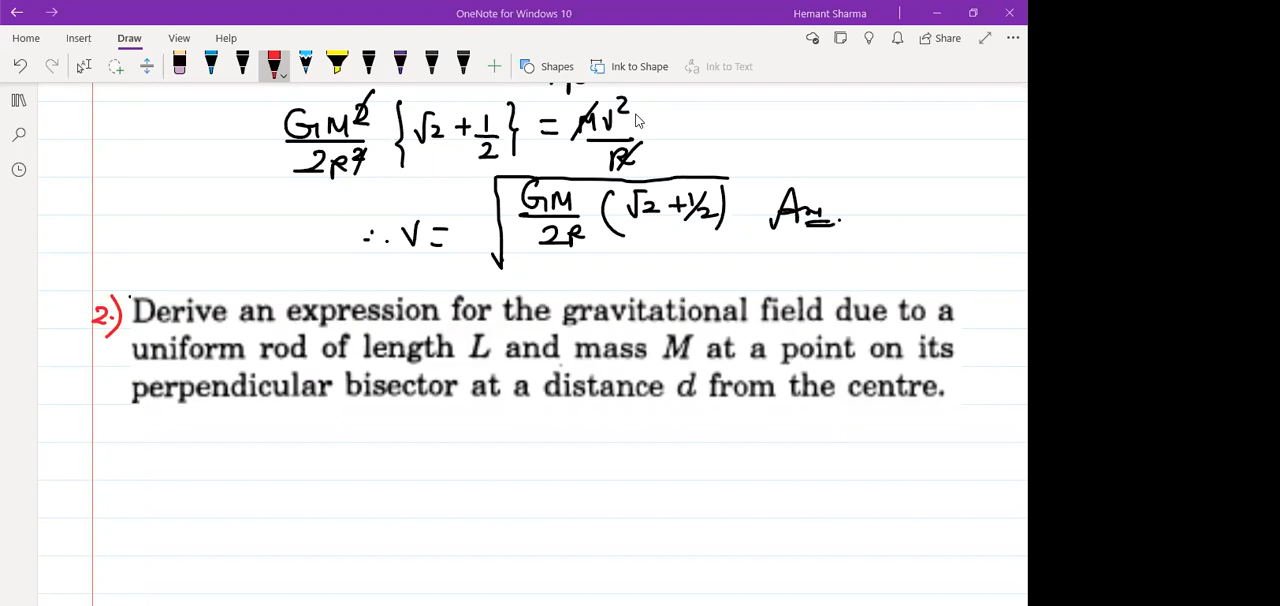 OneNote for Windows 10
Hemant Sharma
Home Insert Draw View Help
Share
Shapes
Ink to Shape
Ink to Text
GM²/2R² {√2 + 1/2} = MV²/R
∴ V = √(GM/2R (√2 + 1/2)) Ans.
2.) Derive an expression for the gravitational field due to a
uniform rod of length L and mass M at a point on its
perpendicular bisector at a distance d from the centre.